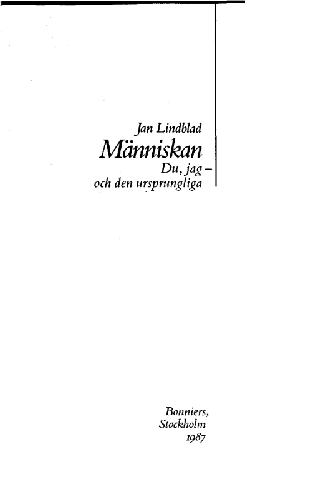 Jan Lindblad
Människan
Du, jag –
och den ursprungliga
Bonniers,
Stockholm
1987